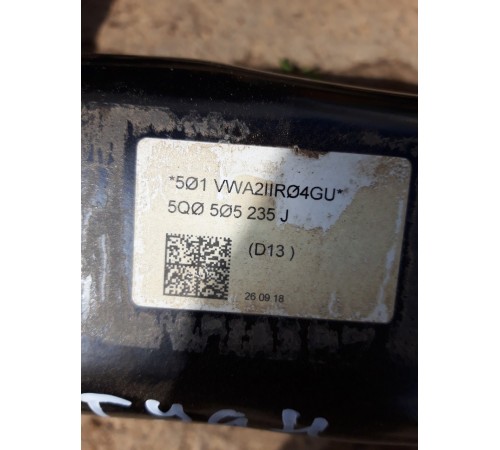 *5Ø1 VWA2IIRØ4GU*
5QØ 5Ø5 235 J
(D13 )
26 09 18